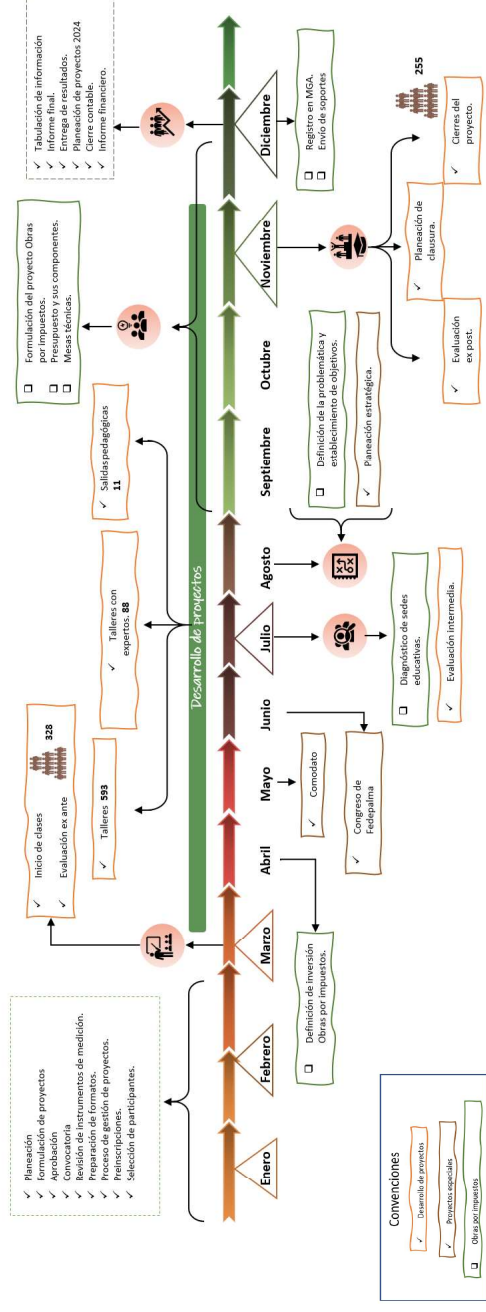 Planeación
Formulación de proyectos
Aprobación
Convocatoria
Revisión de instrumentos de medición.
Preparación de formatos.
Proceso de gestión de proyectos.
Preinscripciones.
Selección de participantes.
Inicio de clases
Evaluación ex ante
328
Talleres 593
Talleres con
expertos. 88
Salidas pedagógicas
11
Formulación del proyecto Obras
por impuestos.
Presupuesto y sus componentes.
Mesas técnicas.
Tabulación de información
Informe final.
Entrega de resultados.
Planeación de proyectos 2024
Cierre contable.
Informe financiero.
Desarrollo de proyectos
Enero
Febrero
Marzo
Abril
Mayo
Junio
Julio
Agosto
Septiembre
Octubre
Noviembre
Diciembre
Definición de inversión
Obras por impuestos.
Comodato
Congreso de
Fedepalma
Diagnóstico de sedes
educativas.
Evaluación intermedia.
Definición de la problemática y
establecimiento de objetivos.
Planeación estratégica.
Registro en MGA.
Envío de soportes
Evaluación
ex post.
Planeación de
clausura.
Cierres del
proyecto.
255
Convenciones
Desarrollo de proyectos
Proyectos especiales
Obras por impuestos